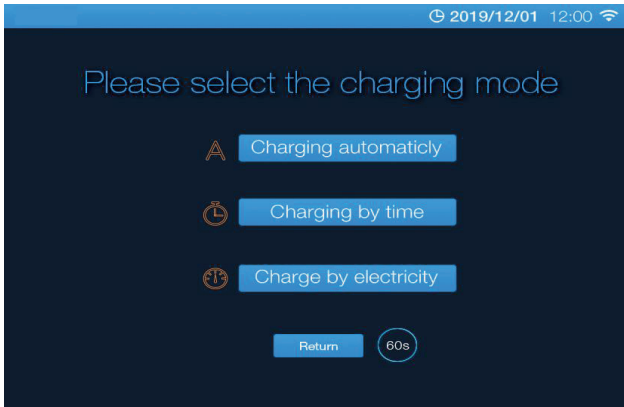 2019/12/01 12:00
Please select the charging mode
A Charging automaticly
Charging by time
Charge by electricity
Return 60s